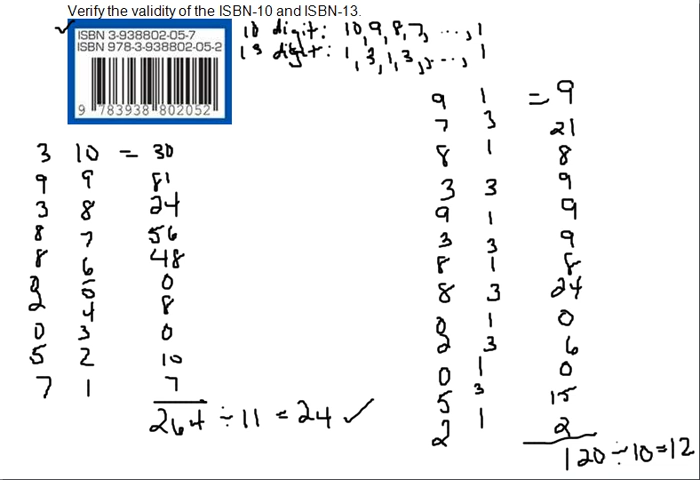 Verify the validity of the ISBN-10 and ISBN-13.
✓
ISBN 3-938802-05-7
ISBN 978-3-938802-05-2
9 783938 802052
10 digit: 10, 9, 8, 7, ..., 1
13 digit: 1, 3, 1, 3, ..., 1
3 10 = 30
9 9 81
3 8 24
8 7 56
8 6 48
0 5 0
2 4 8
0 3 0
5 2 10
7 1 7
264 ÷ 11 = 24 ✓
9 1 = 9
7 3 21
8 1 8
3 3 9
9 1 9
3 3 9
8 1 8
8 3 24
0 1 0
2 3 6
0 1 0
5 3 15
2 1 2
120 ÷ 10 = 12